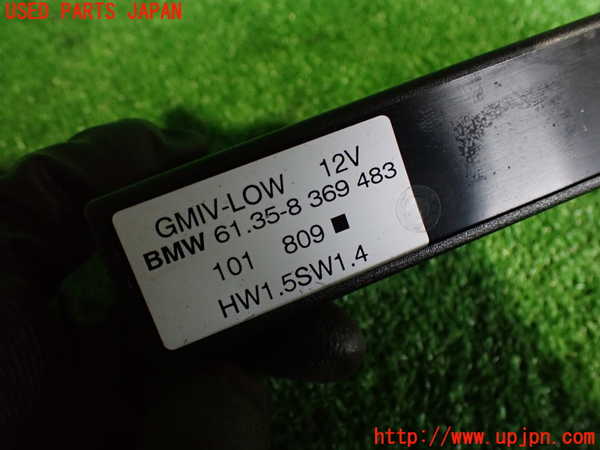 USED PARTS JAPAN
GMIV-LOW 12V
BMW 61.35-8 369 483
101 809
HW1.5SW1.4
http://www.upjpn.com